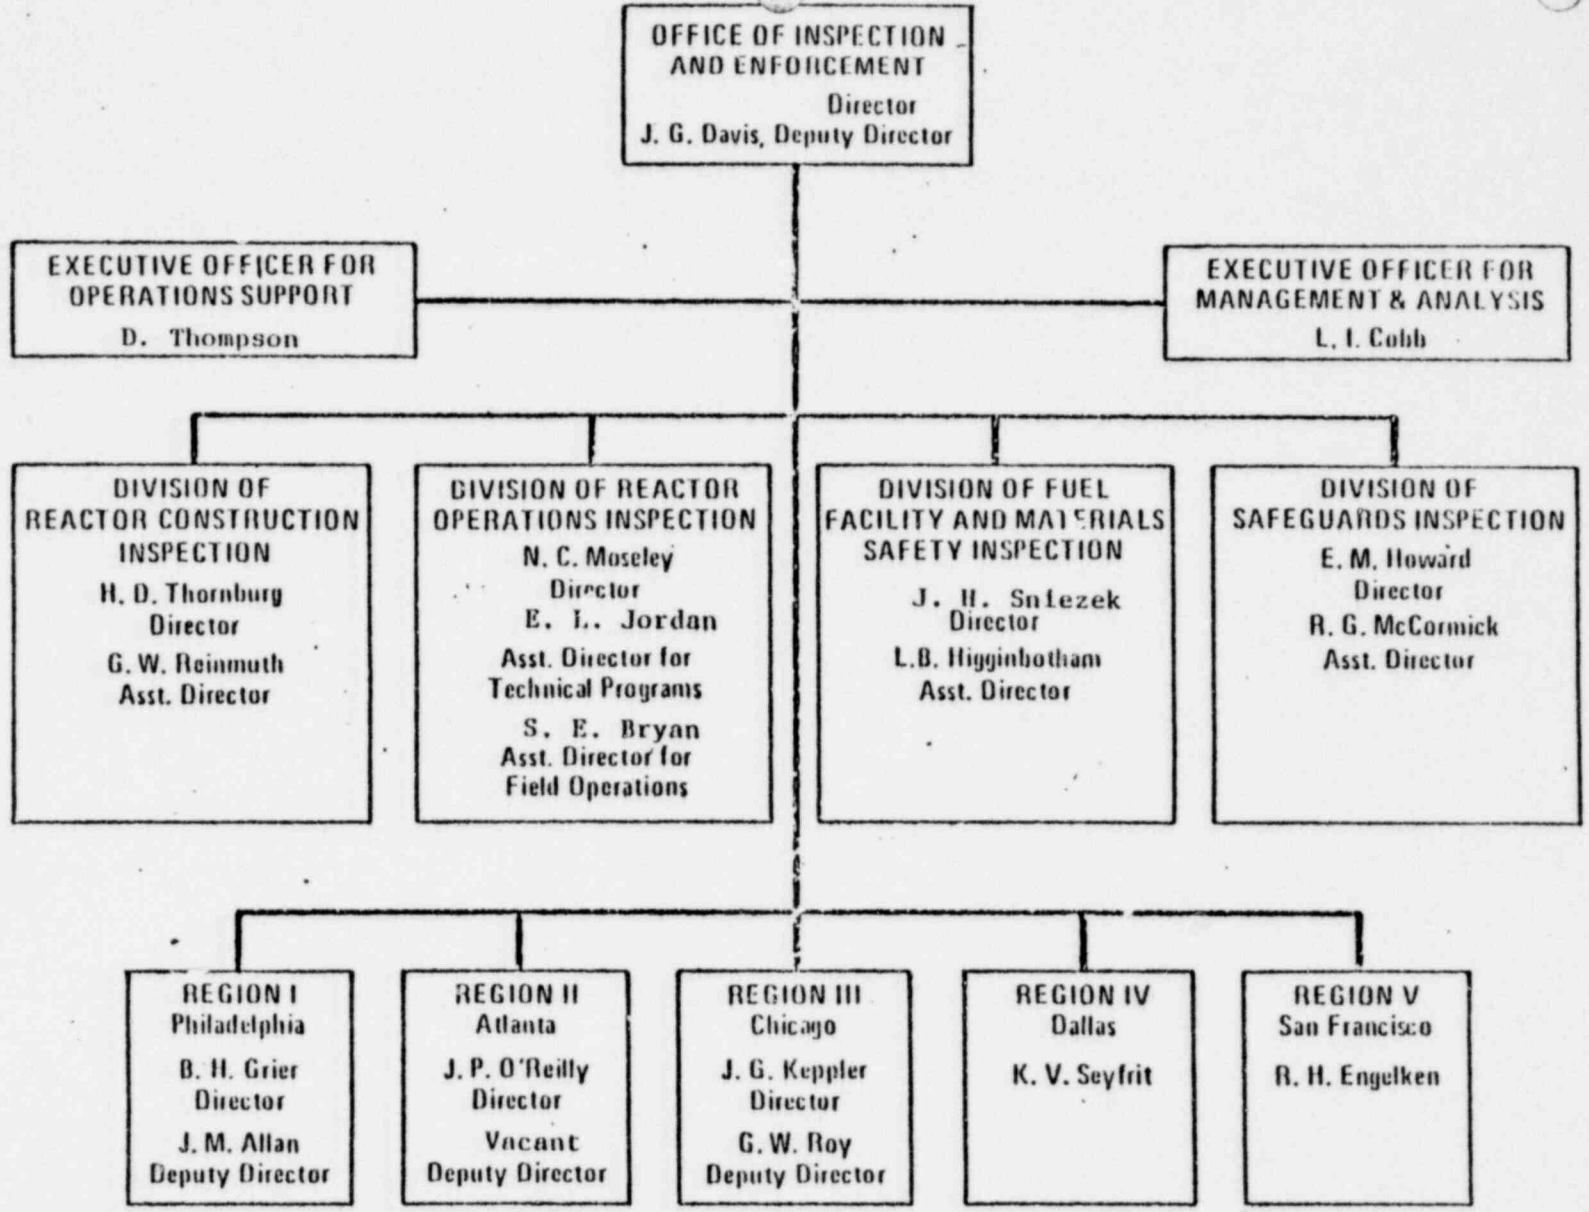 OFFICE OF INSPECTION
AND ENFORCEMENT
Director
J. G. Davis, Deputy Director
EXECUTIVE OFFICER FOR
OPERATIONS SUPPORT
D. Thompson
EXECUTIVE OFFICER FOR
MANAGEMENT & ANALYSIS
L. I. Cobb
DIVISION OF
REACTOR CONSTRUCTION
INSPECTION
H. D. Thornburg
Director
G. W. Reinmuth
Asst. Director
DIVISION OF REACTOR
OPERATIONS INSPECTION
N. C. Moseley
Director
E. L. Jordan
Asst. Director for
Technical Programs
S. E. Bryan
Asst. Director for
Field Operations
DIVISION OF FUEL
FACILITY AND MATERIALS
SAFETY INSPECTION
J. H. Sniezek
Director
L.B. Higginbotham
Asst. Director
DIVISION OF
SAFEGUARDS INSPECTION
E. M. Howard
Director
R. G. McCormick
Asst. Director
REGION I
Philadelphia
B. H. Grier
Director
J. M. Allan
Deputy Director
REGION II
Atlanta
J. P. O'Reilly
Director
Vacant
Deputy Director
REGION III
Chicago
J. G. Keppler
Director
G. W. Roy
Deputy Director
REGION IV
Dallas
K. V. Seyfrit
REGION V
San Francisco
R. H. Engelken